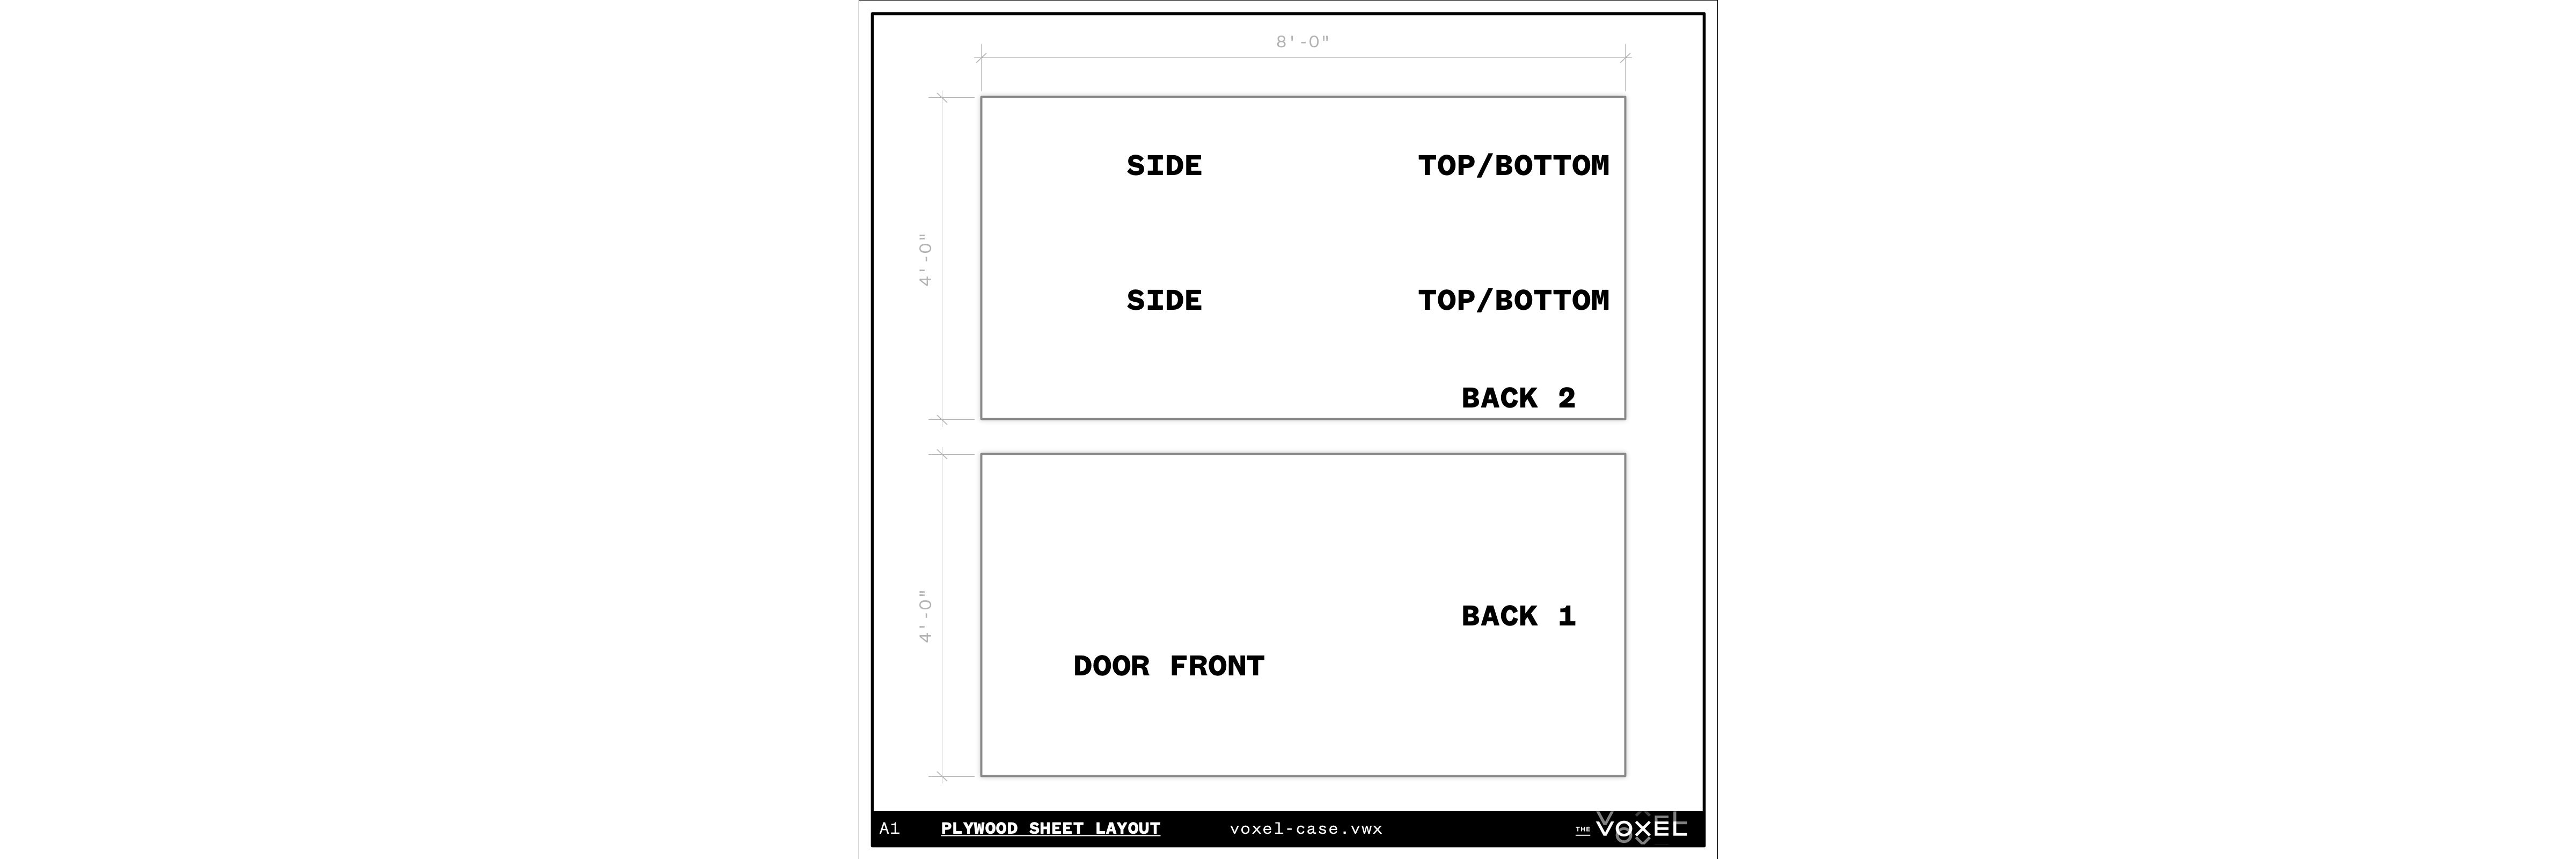 8'-0"
4'-0"
SIDE TOP/BOTTOM
SIDE TOP/BOTTOM
BACK 2
4'-0"
BACK 1
DOOR FRONT
A1 PLYWOOD SHEET LAYOUT voxel-case.vwx THE VOXEL